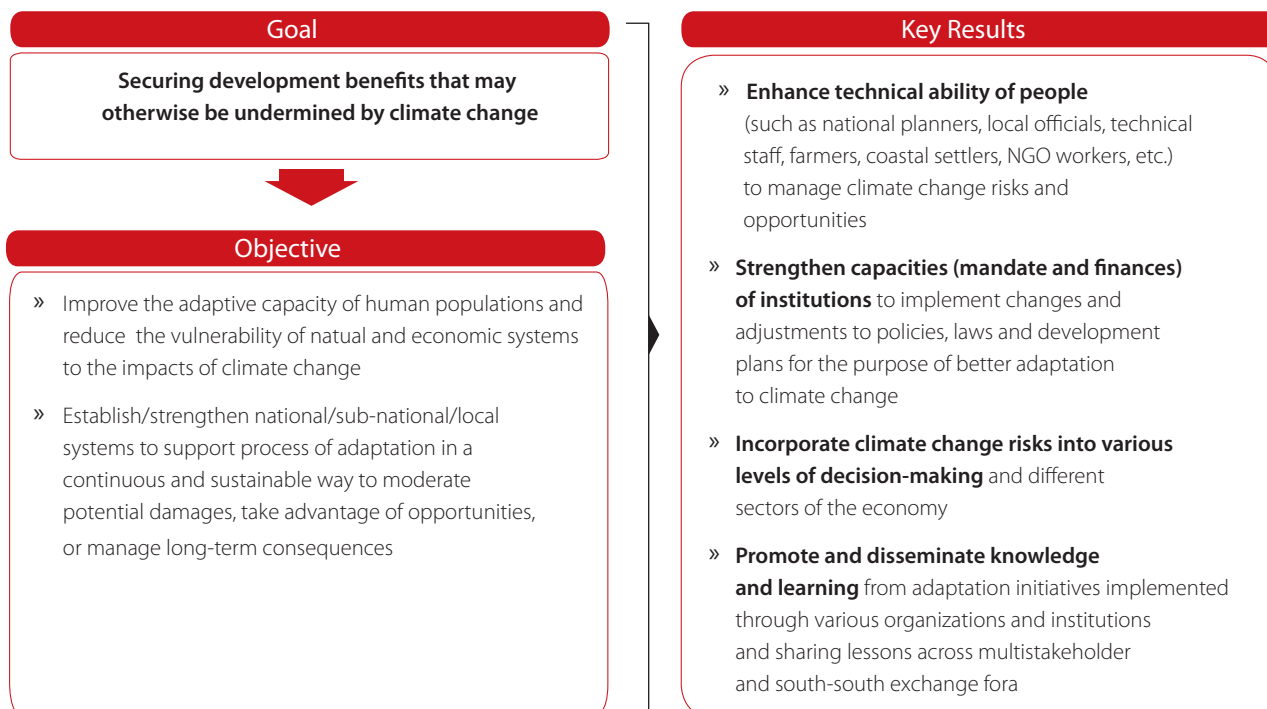 Goal
Securing development benefits that may
otherwise be undermined by climate change
Objective
» Improve the adaptive capacity of human populations and
reduce the vulnerability of natual and economic systems
to the impacts of climate change
» Establish/strengthen national/sub-national/local
systems to support process of adaptation in a
continuous and sustainable way to moderate
potential damages, take advantage of opportunities,
or manage long-term consequences
Key Results
» Enhance technical ability of people
(such as national planners, local officials, technical
staff, farmers, coastal settlers, NGO workers, etc.)
to manage climate change risks and
opportunities
» Strengthen capacities (mandate and finances)
of institutions to implement changes and
adjustments to policies, laws and development
plans for the purpose of better adaptation
to climate change
» Incorporate climate change risks into various
levels of decision-making and different
sectors of the economy
» Promote and disseminate knowledge
and learning from adaptation initiatives implemented
through various organizations and institutions
and sharing lessons across multistakeholder
and south-south exchange fora